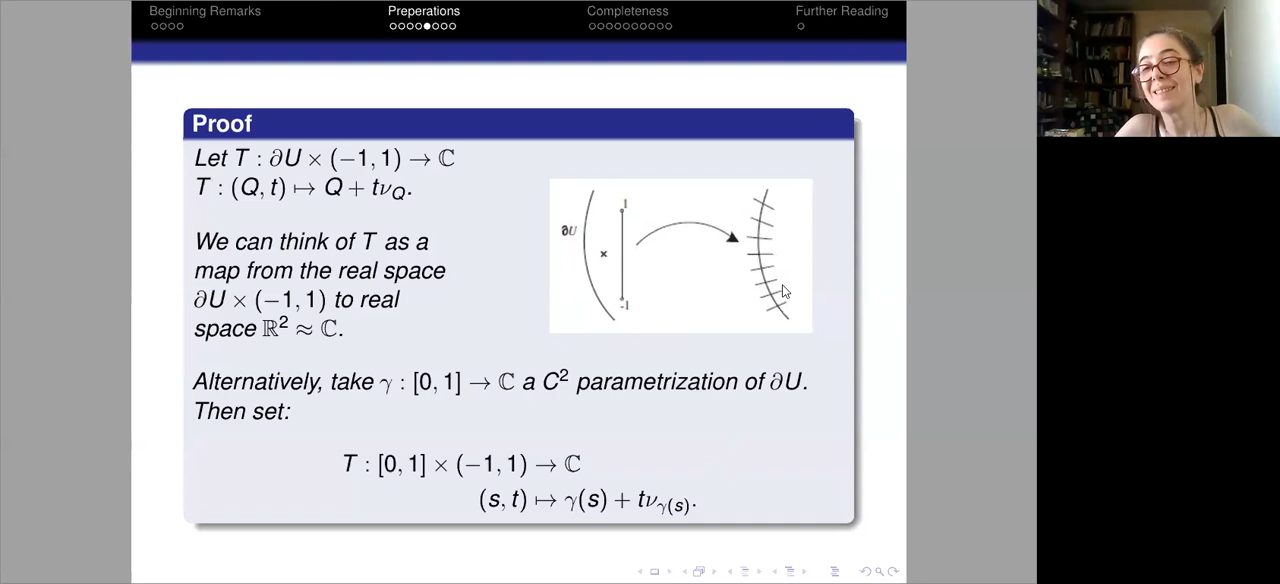 Beginning Remarks
Preperations
Completeness
Further Reading
Proof
Let T : ∂U × (−1, 1) → ℂ
T : (Q, t) ↦ Q + tν_Q.
We can think of T as a
map from the real space
∂U × (−1, 1) to real
space ℝ² ≈ ℂ.
∂U
×
1
-1
Alternatively, take γ : [0, 1] → ℂ a C² parametrization of ∂U.
Then set:
T : [0, 1] × (−1, 1) → ℂ
(s, t) ↦ γ(s) + tν_γ(s).